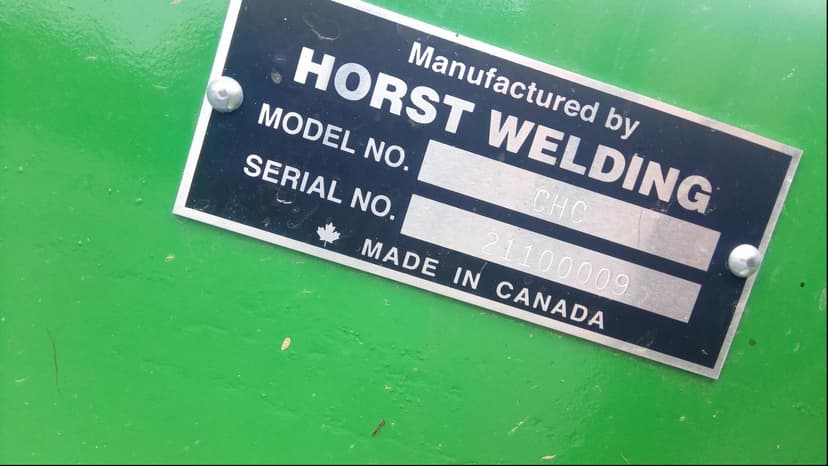 Manufactured by
HORST WELDING
MODEL NO. CHC
SERIAL NO. 21100009
MADE IN CANADA